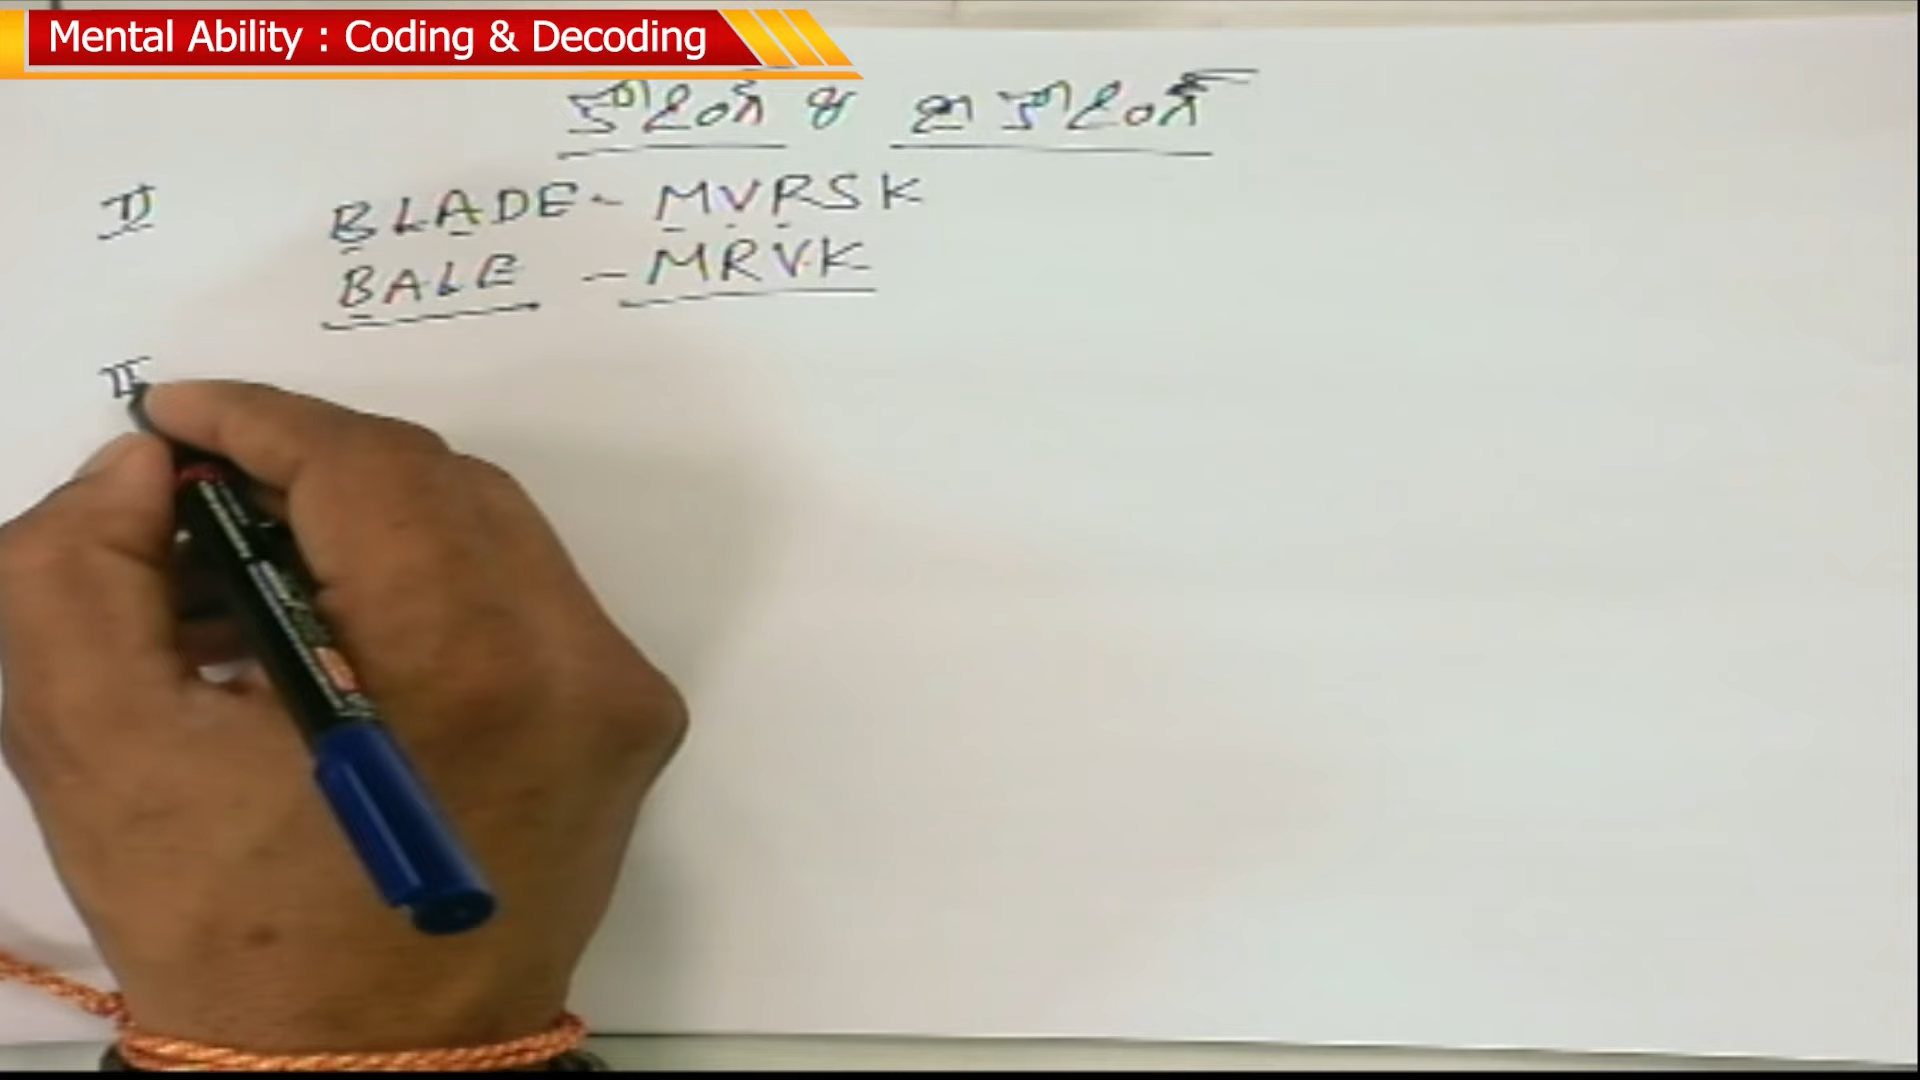 Mental Ability : Coding & Decoding
కోడింగ్ & డీ కోడింగ్
II BLADE - MVRSK
BALE - MRVK